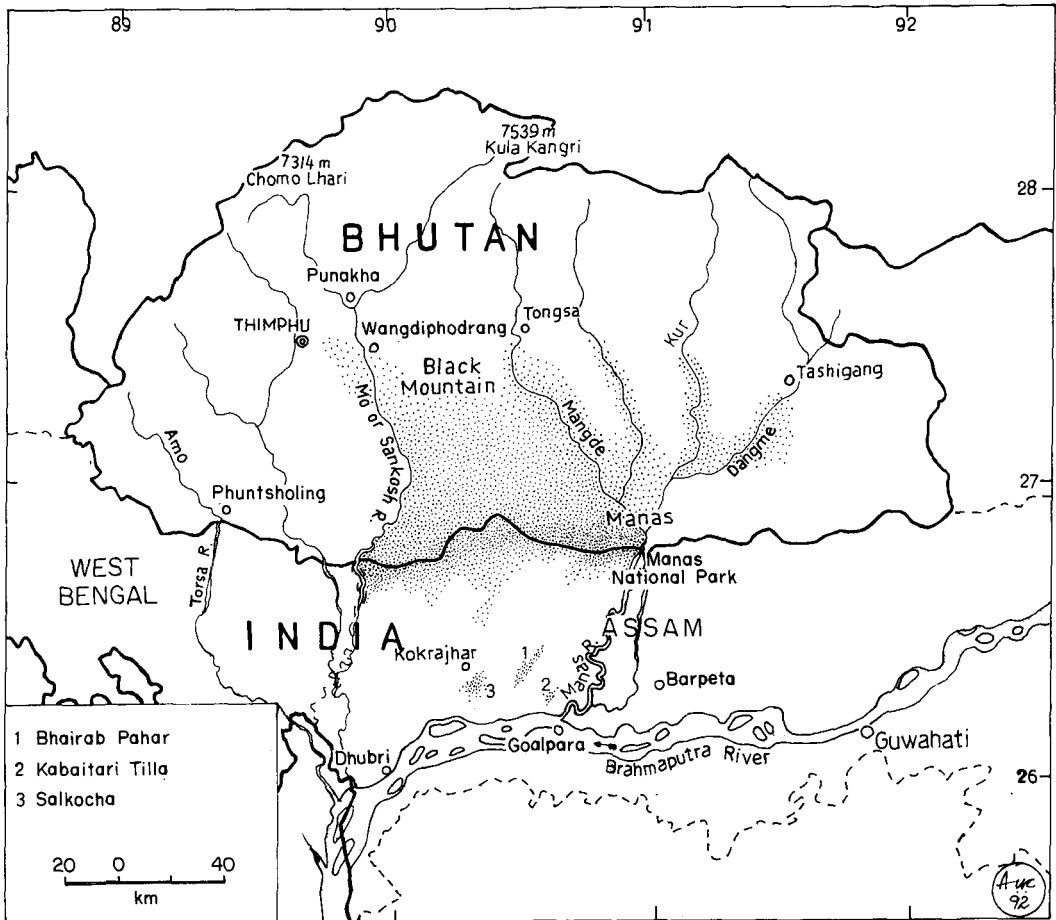 89 90 91 92
7539 m
Kula Kangri
7314 m
Chomo Lhari
28
BHUTAN
Punakha
THIMPHU
Wangdiphodrang
Tongsa
Kur
Black
Mountain
Tashigang
Mo or Sankosh R.
Mangde
Dangme
Amo
27
Phuntsholing
Manas
WEST
BENGAL
Torsa R
Manas
National Park
INDIA
ASSAM
Kokrajhar
1
2
3
Manas R.
Barpeta
Dhubri
Goalpara
Brahmaputra River
Guwahati
26
1 Bhairab Pahar
2 Kabaitari Tilla
3 Salkocha
20 0 40
km
90 91 92
92